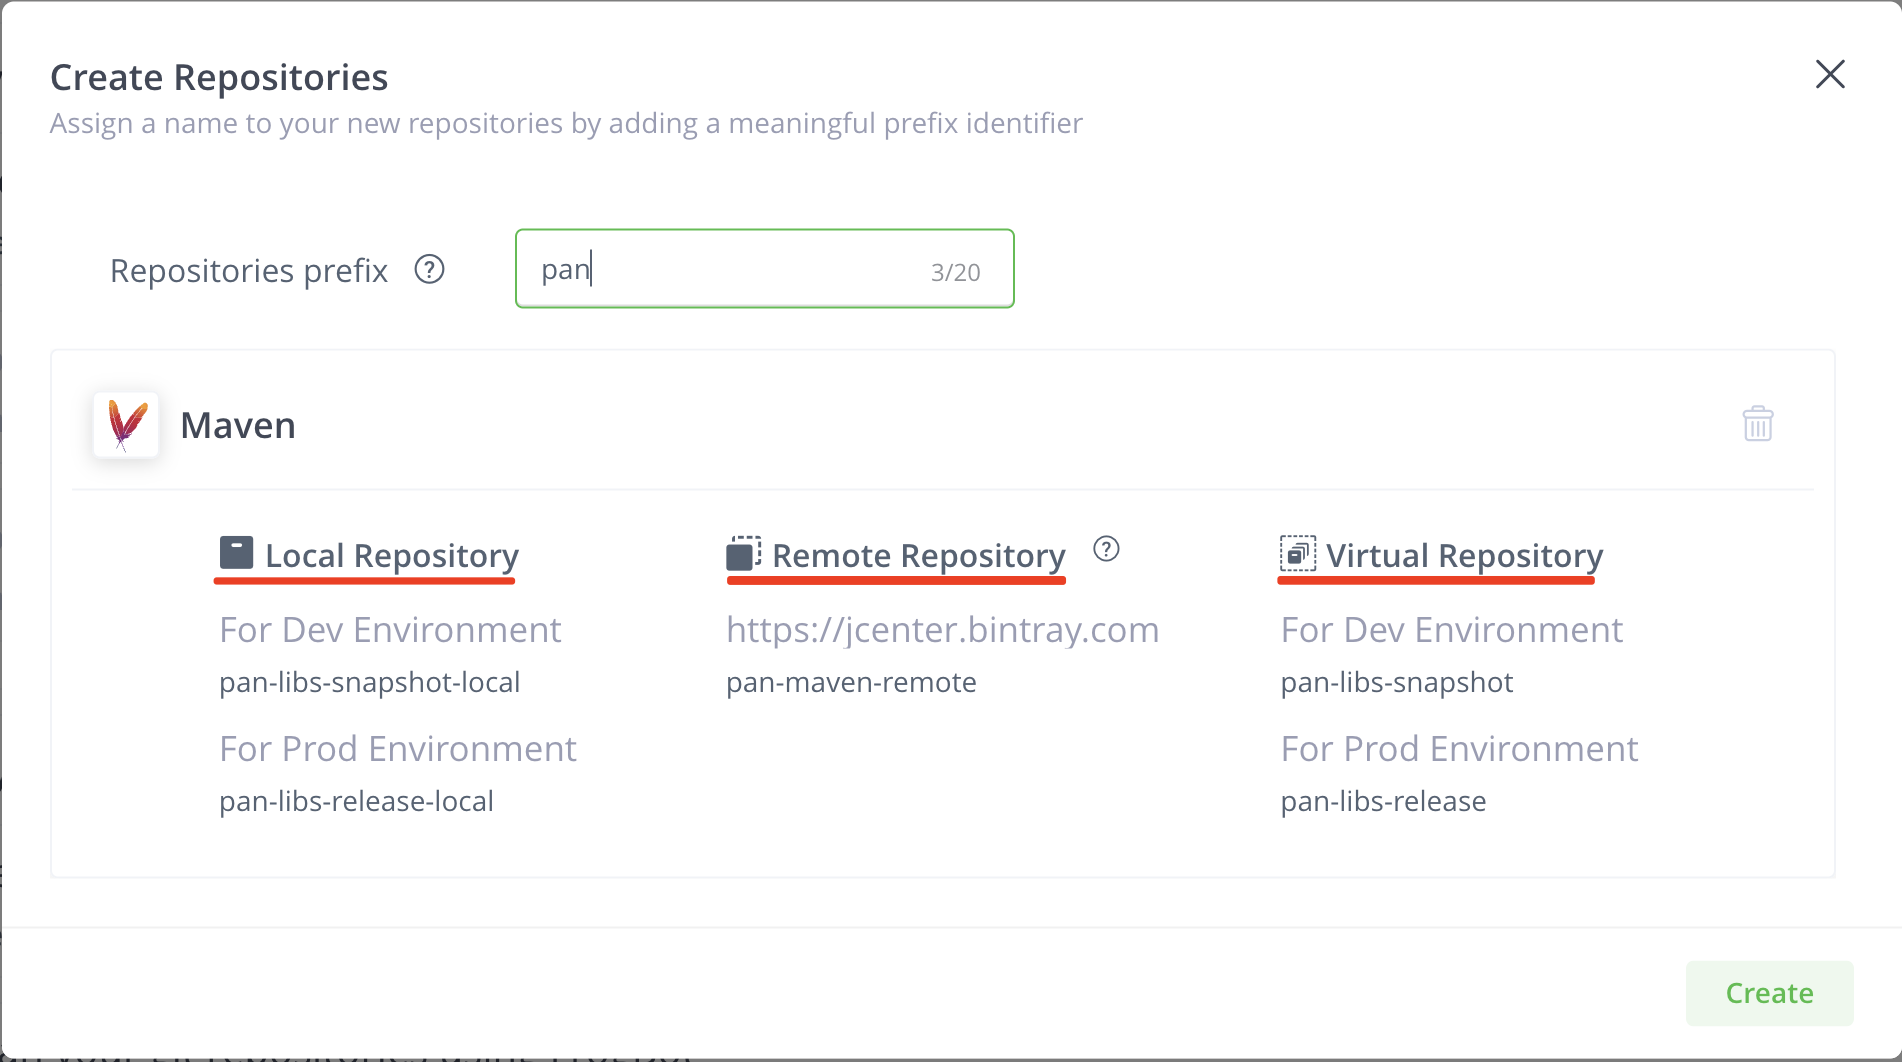 Create Repositories
Assign a name to your new repositories by adding a meaningful prefix identifier
Repositories prefix ?
pan 3/20
Maven
Local Repository
For Dev Environment
pan-libs-snapshot-local
For Prod Environment
pan-libs-release-local
Remote Repository ?
https://jcenter.bintray.com
pan-maven-remote
Virtual Repository
For Dev Environment
pan-libs-snapshot
For Prod Environment
pan-libs-release
Create